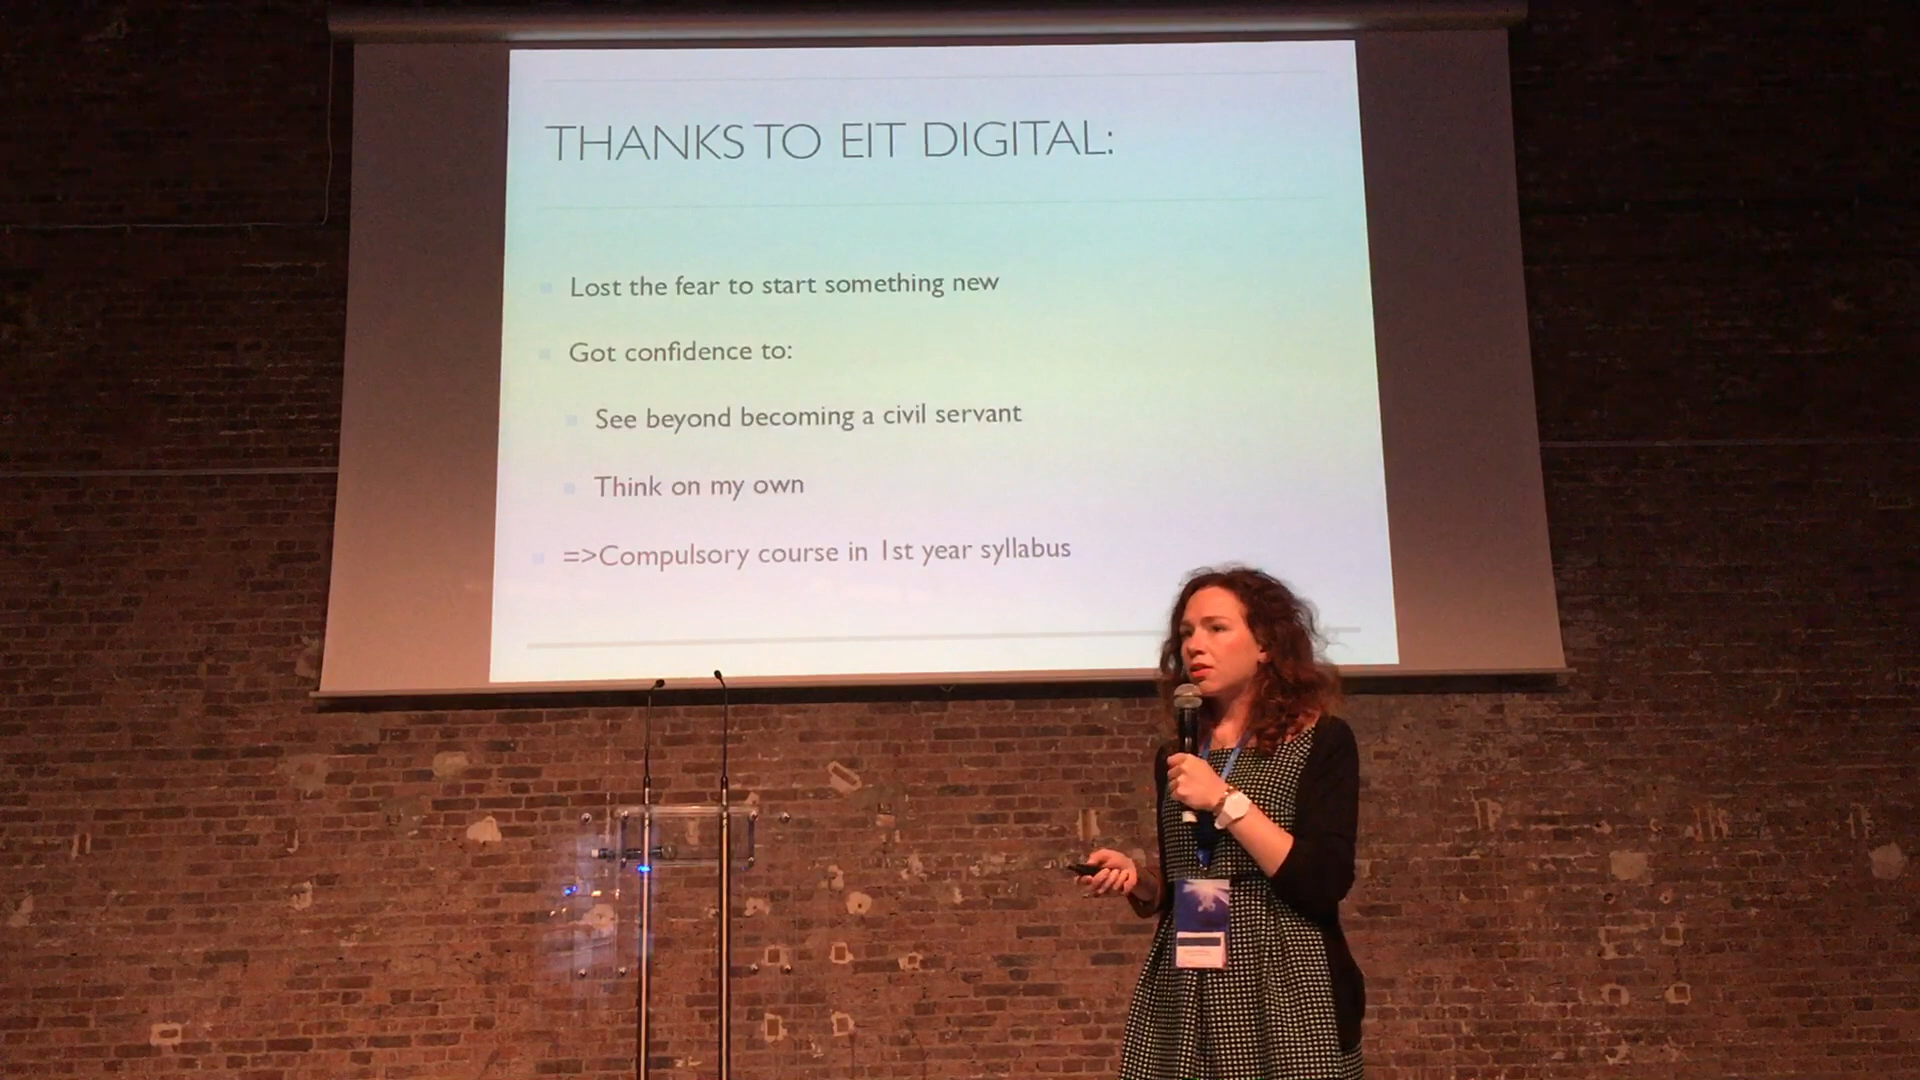 THANKS TO EIT DIGITAL:
Lost the fear to start something new
Got confidence to:
See beyond becoming a civil servant
Think on my own
=>Compulsory course in 1st year syllabus